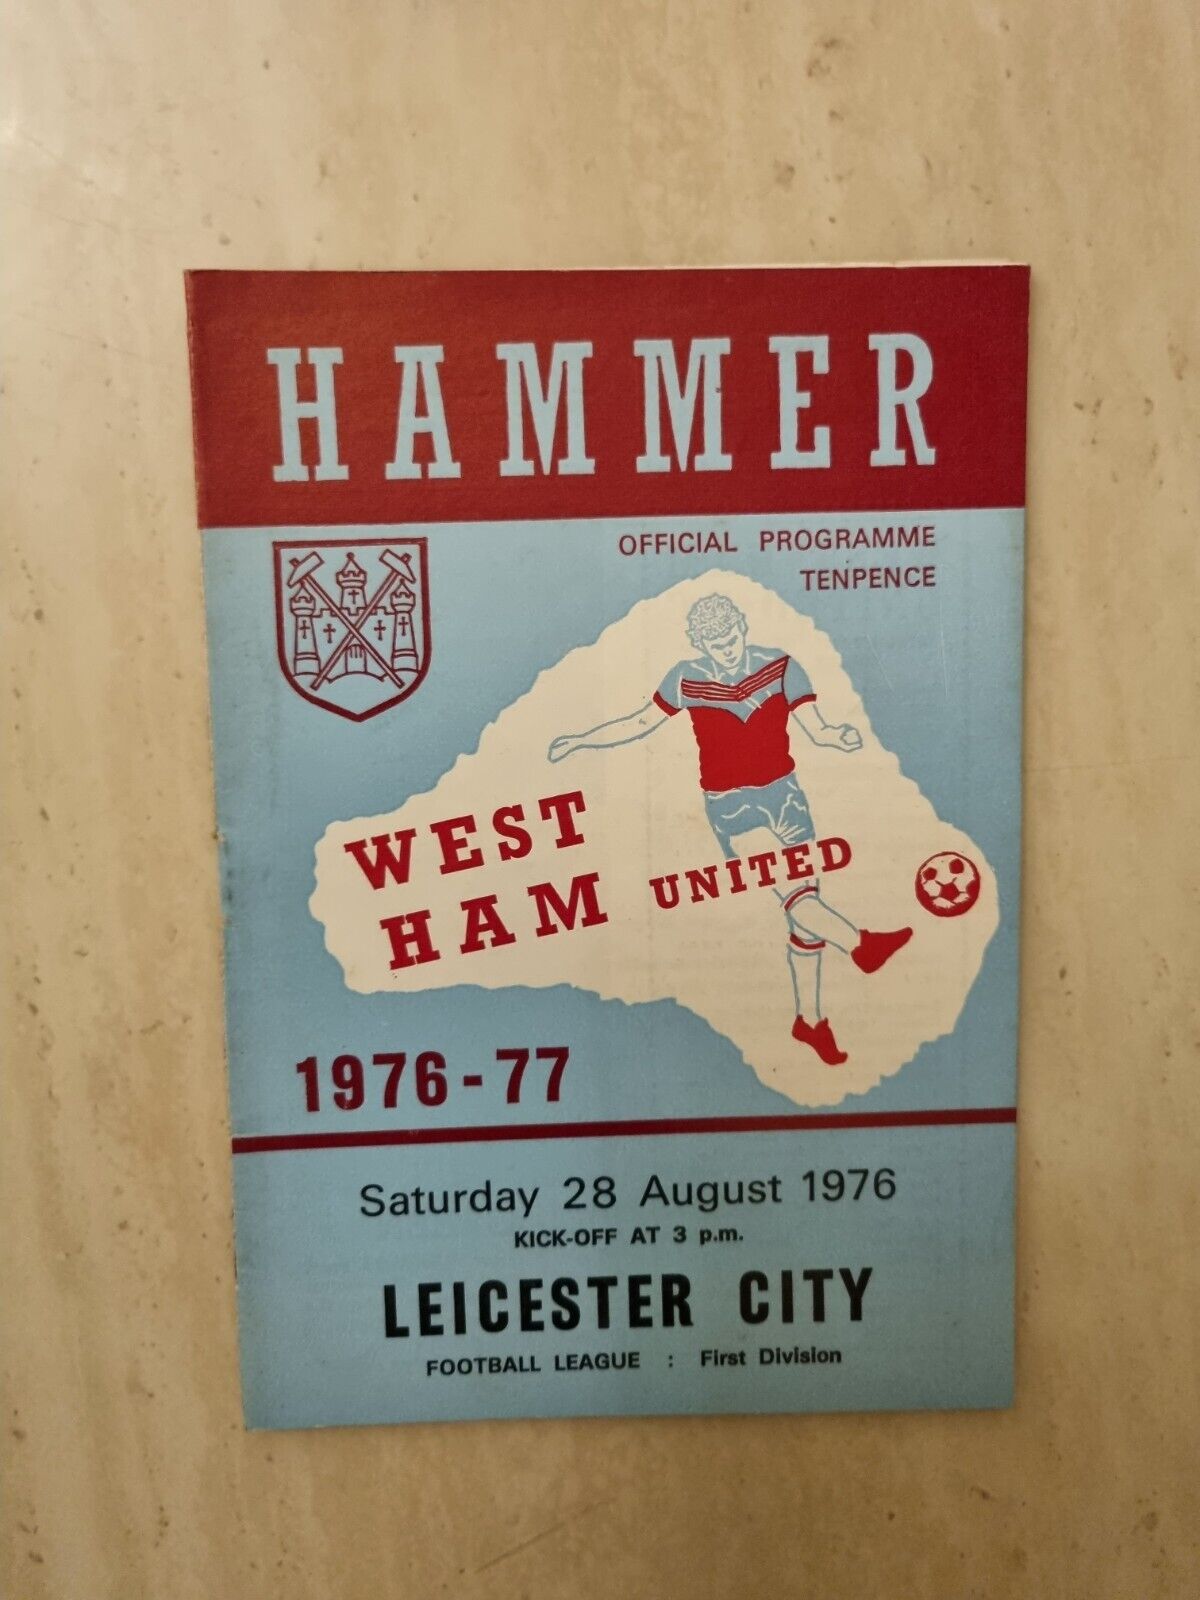 HAMMER
OFFICIAL PROGRAMME
TENPENCE
WEST
HAM UNITED
1976-77
Saturday 28 August 1976
KICK-OFF AT 3 p.m.
LEICESTER CITY
FOOTBALL LEAGUE : First Division